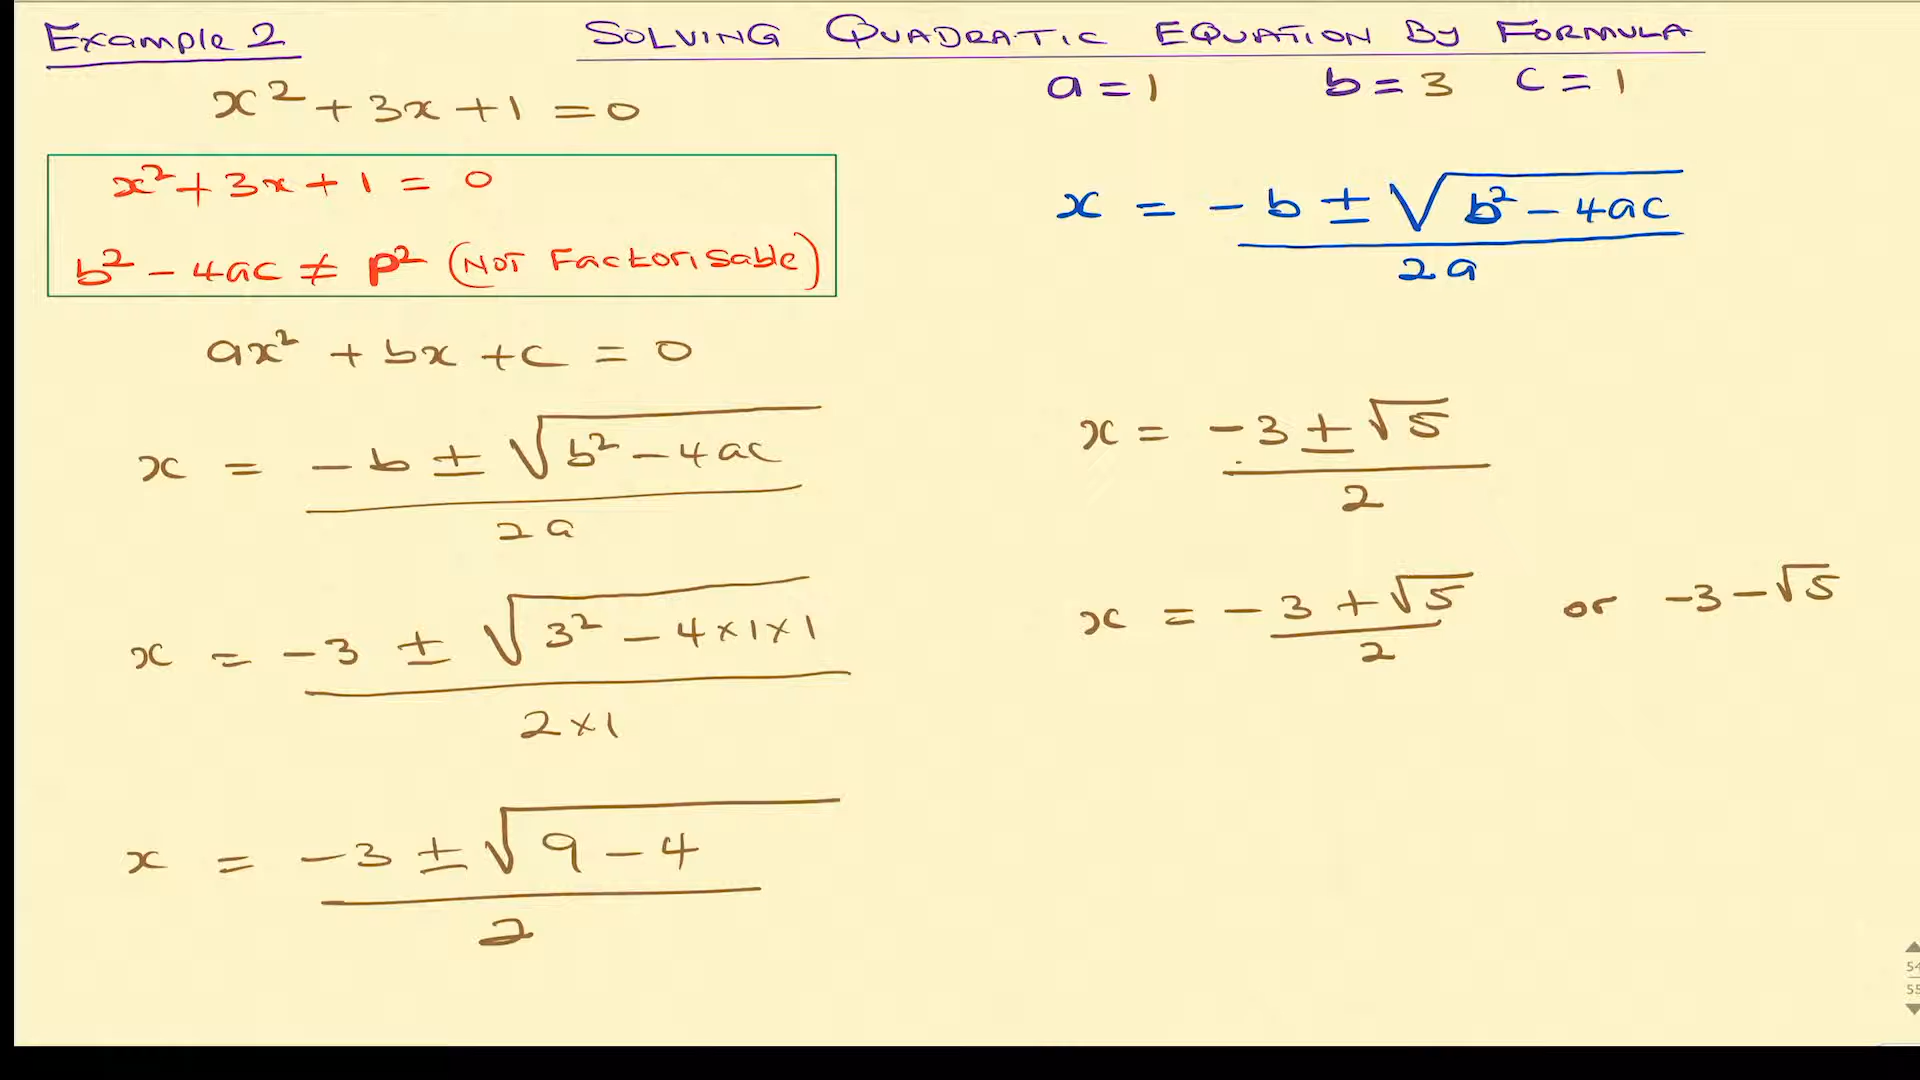 Example 2
SOLVING QUADRATIC EQUATION BY FORMULA
x² + 3x + 1 = 0
x² + 3x + 1 = 0
b² - 4ac ≠ P² (NOT Factorisable)
ax² + bx + c = 0
x = -b ± √b² - 4ac
2a
x = -3 ± √3² - 4×1×1
2×1
x = -3 ± √9 - 4
2
a = 1 b = 3 c = 1
x = -b ± √b² - 4ac
2a
x = -3 ± √5
2
x = -3 + √5 or -3 - √5
2
54
55